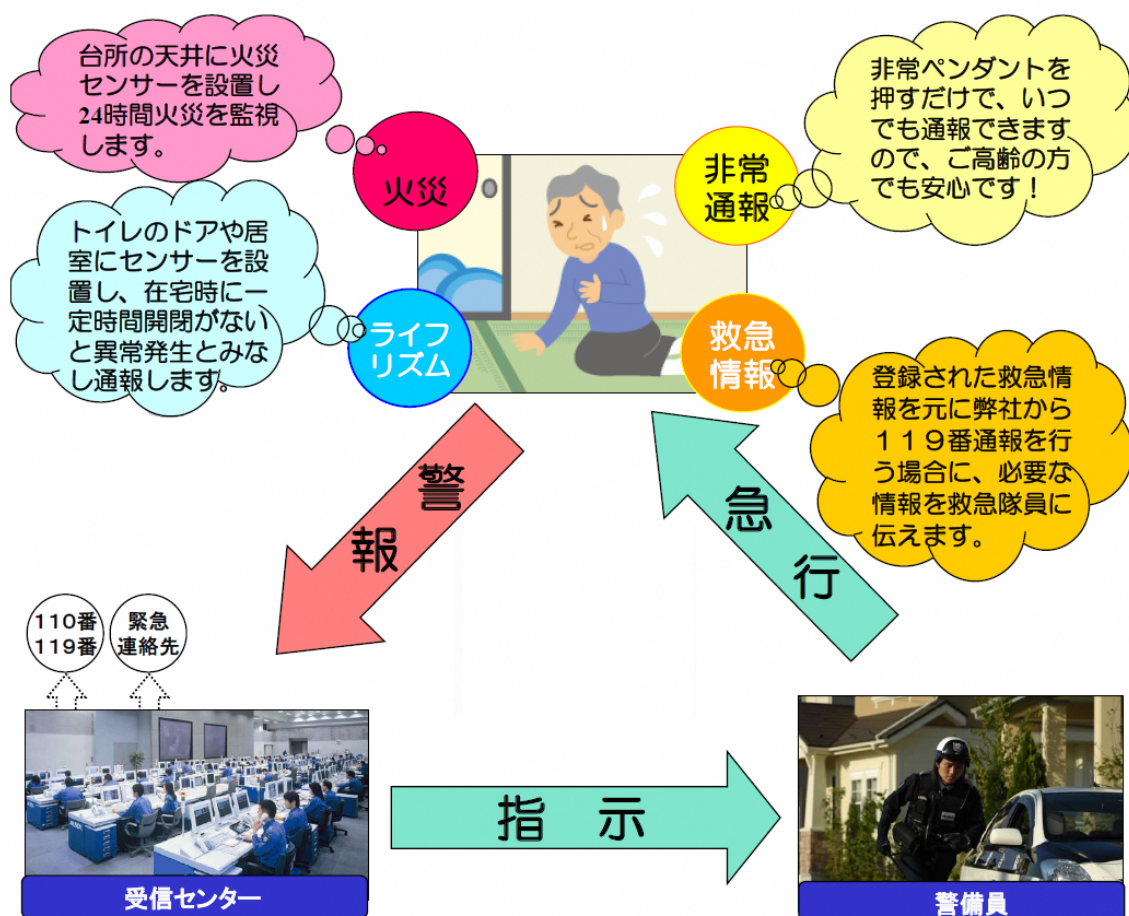 台所の天井に火災
センサーを設置し
24時間火災を監視
します。
火災
非常
通報
非常ペンダントを
押すだけで、いつ
でも通報できます
ので、ご高齢の方
でも安心です！
トイレのドアや居
室にセンサーを設
置し、在宅時に一
定時間開閉がない
と異常発生とみな
し通報します。
ライフ
リズム
救急
情報
登録された救急情
報を元に弊社から
１１９番通報を行
う場合に、必要な
情報を救急隊員に
伝えます。
警報
急行
110番
119番
緊急
連絡先
指示
受信センター
警備員